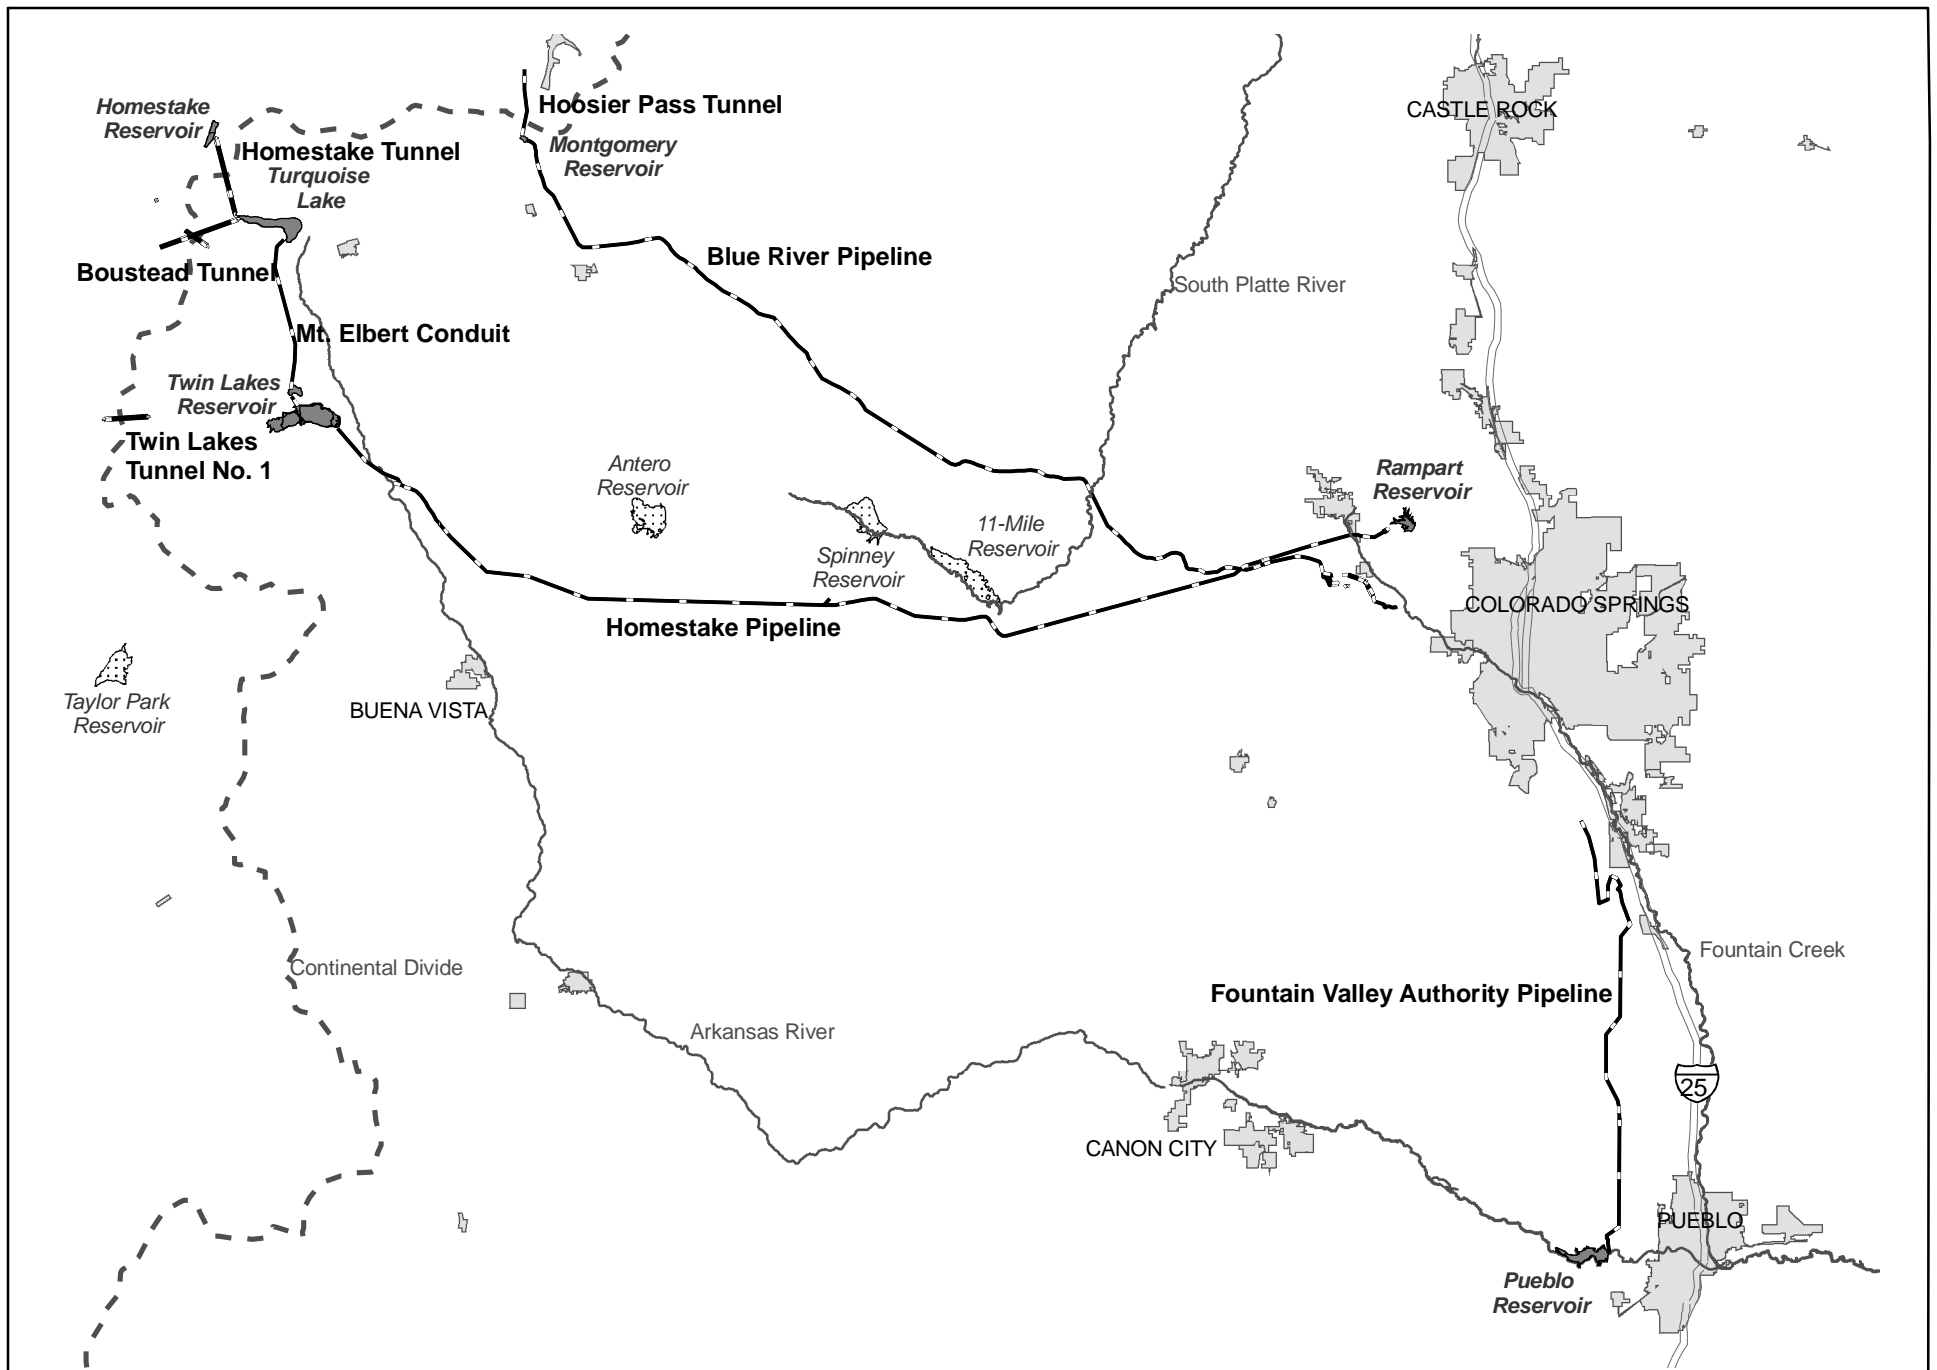 Homestake
Reservoir
Hoosier Pass Tunnel
CASTLE ROCK
Homestake Tunnel
Montgomery
Reservoir
Turquoise
Lake
Boustead Tunnel
Blue River Pipeline
South Platte River
Mt. Elbert Conduit
Twin Lakes
Reservoir
Twin Lakes
Tunnel No. 1
Antero
Reservoir
Rampart
Reservoir
11-Mile
Reservoir
Spinney
Reservoir
COLORADO SPRINGS
Homestake Pipeline
Taylor Park
Reservoir
BUENA VISTA
Fountain Creek
Continental Divide
Fountain Valley Authority Pipeline
Arkansas River
25
CANON CITY
PUEBLO
Pueblo
Reservoir